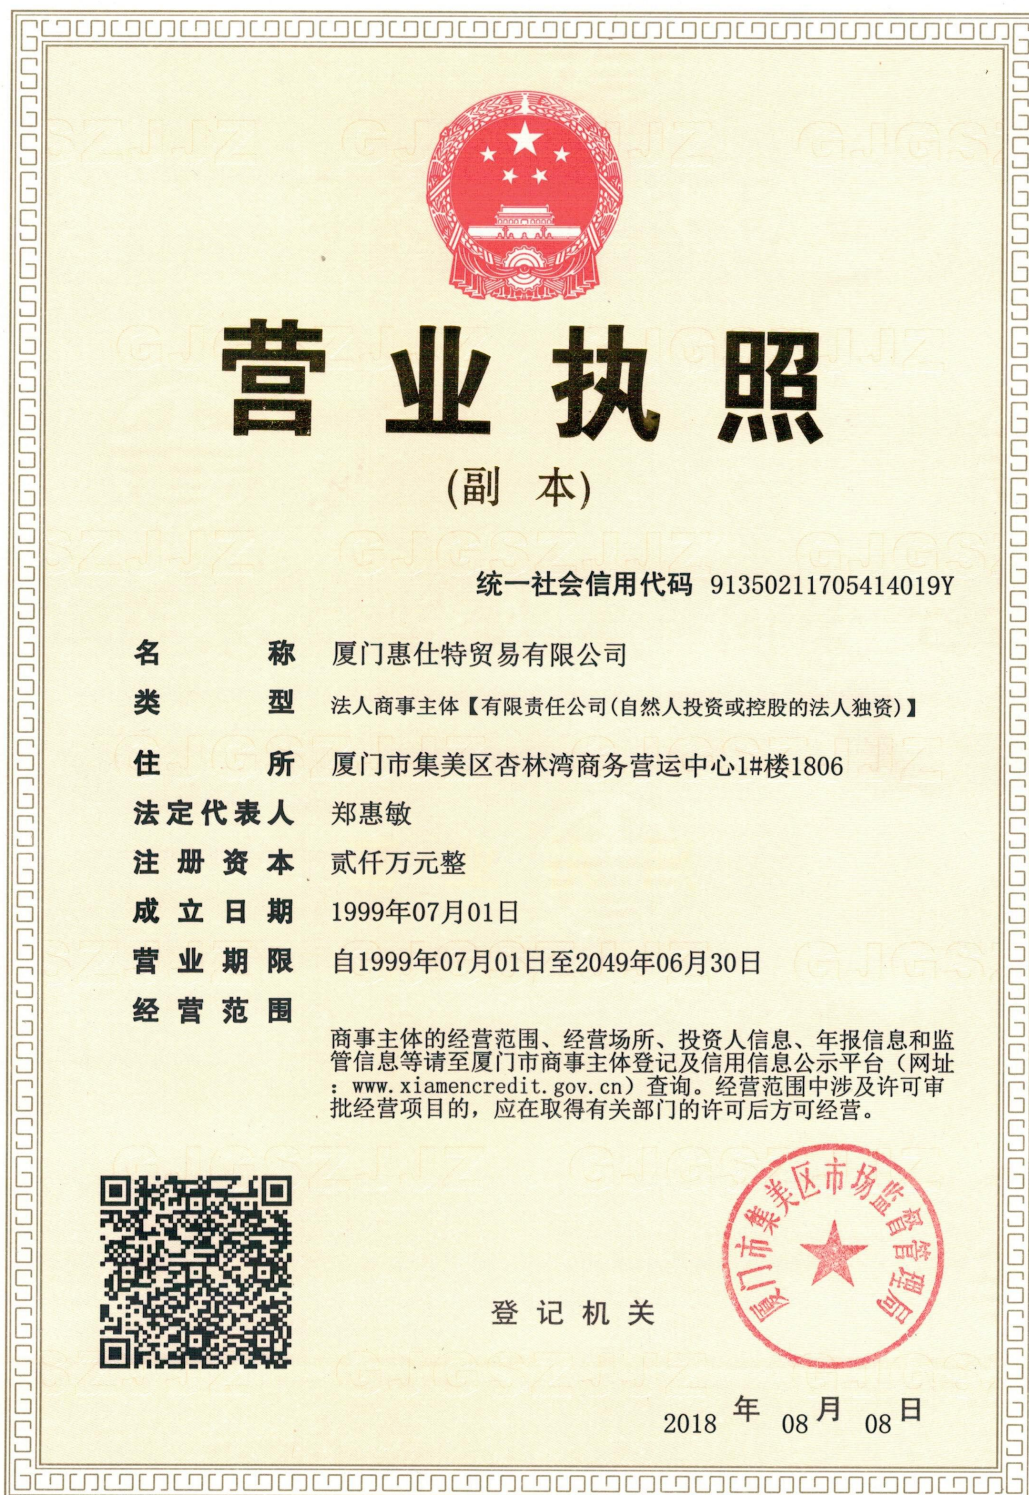 营业执照
(副 本)
统一社会信用代码 91350211705414019Y
名 称 厦门惠仕特贸易有限公司
类 型 法人商事主体【有限责任公司(自然人投资或控股的法人独资)】
住 所 厦门市集美区杏林湾商务营运中心1#楼1806
法定代表人 郑惠敏
注册资本 贰仟万元整
成立日期 1999年07月01日
营业期限 自1999年07月01日至2049年06月30日
经营范围
商事主体的经营范围、经营场所、投资人信息、年报信息和监
管信息等请至厦门市商事主体登记及信用信息公示平台（网址
：www.xiamencredit.gov.cn）查询。经营范围中涉及许可审
批经营项目的，应在取得有关部门的许可后方可经营。
厦门市集美区市场监督管理局
登记机关
2018 年 08 月 08 日